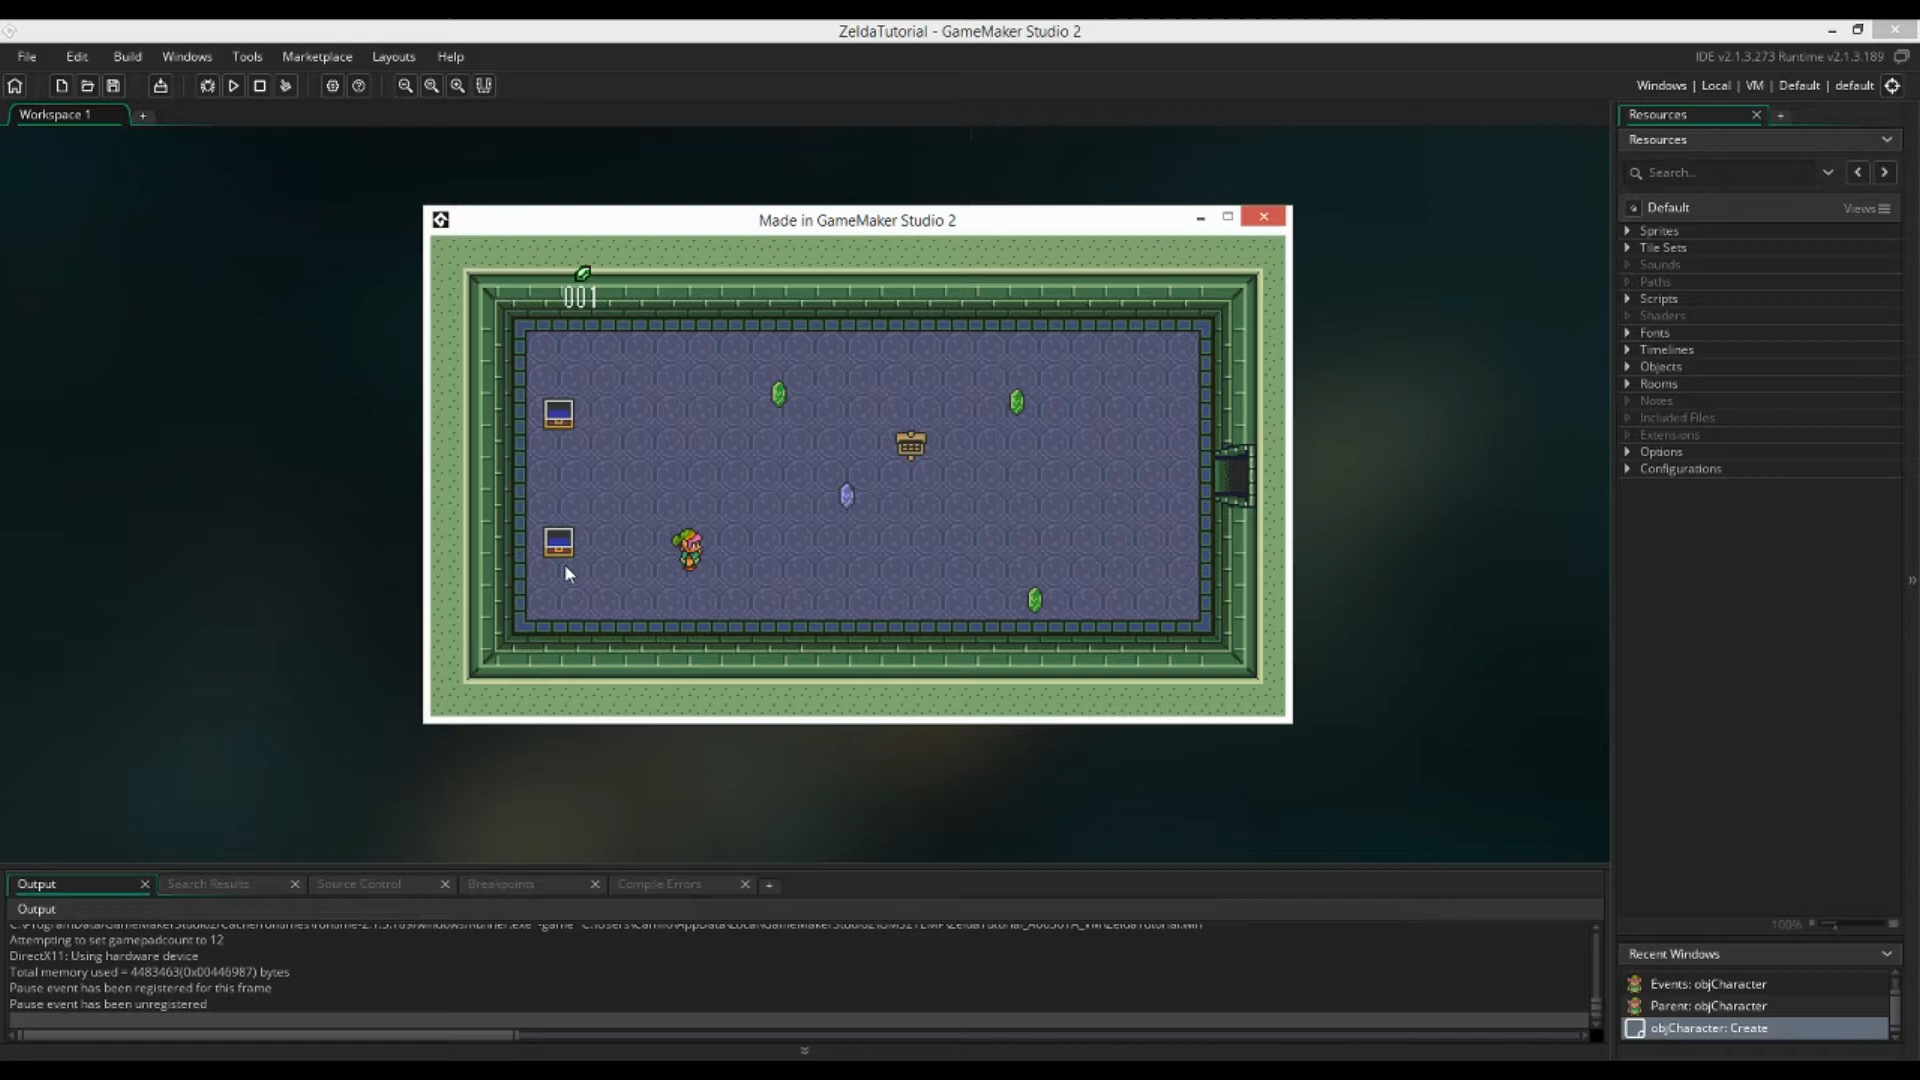 ZeldaTutorial - GameMaker Studio 2
File Edit Build Windows Tools Marketplace Layouts Help
IDE v2.1.3.273 Runtime v2.1.3.189
Windows | Local | VM | Default | default
Workspace 1
Resources
Resources
Search...
Default
Views
Sprites
Tile Sets
Sounds
Paths
Scripts
Shaders
Fonts
Timelines
Objects
Rooms
Notes
Included Files
Extensions
Options
Configurations
Made in GameMaker Studio 2
001
Output Search Results Source Control Breakpoints Compile Errors
Output
Attempting to set gamepadcount to 12
DirectX11: Using hardware device
Total memory used = 4483463(0x00446987) bytes
Pause event has been registered for this frame
Pause event has been unregistered
100%
Recent Windows
Events: objCharacter
Parent: objCharacter
objCharacter: Create